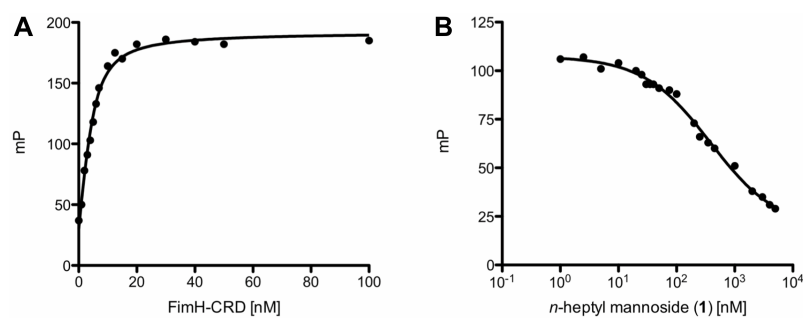 A
200
150
100
50
0
mP
0 20 40 60 80 100
FimH-CRD [nM]
B
125
100
75
50
25
0
mP
10-1 100 101 102 103 104
n-heptyl mannoside (1) [nM]